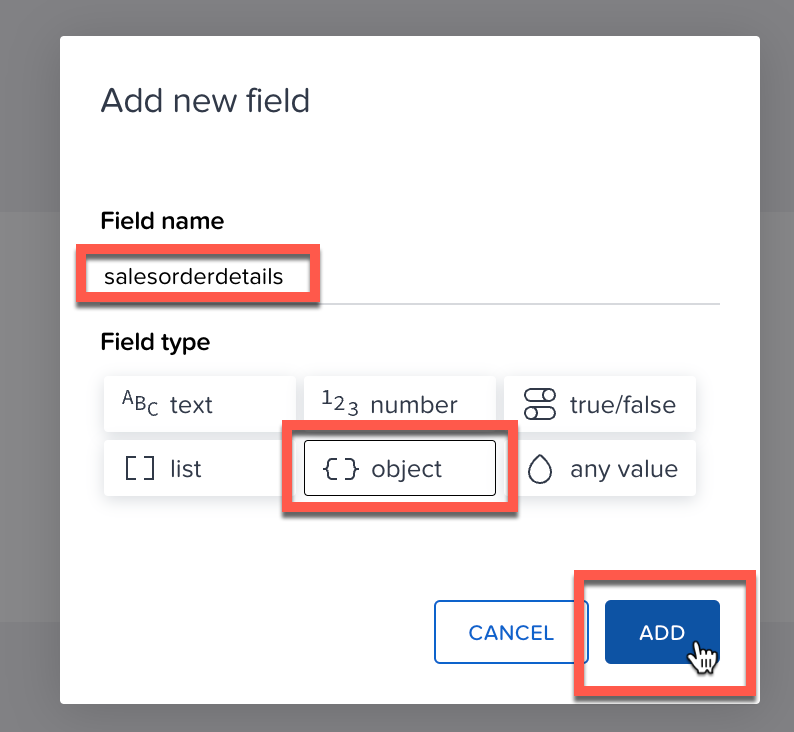 Add new field
Field name
salesorderdetails
Field type
ABC text
123 number
true/false
[ ] list
{ } object
any value
CANCEL
ADD